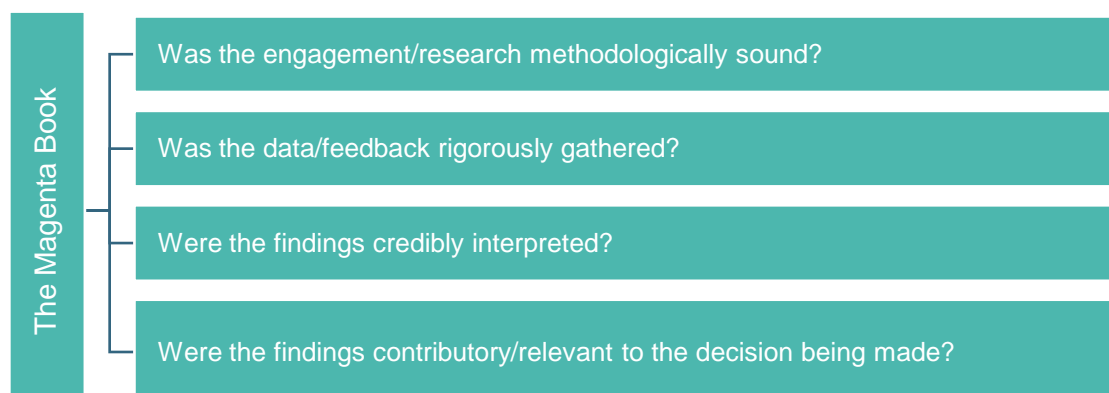 The Magenta Book
Was the engagement/research methodologically sound?
Was the data/feedback rigorously gathered?
Were the findings credibly interpreted?
Were the findings contributory/relevant to the decision being made?